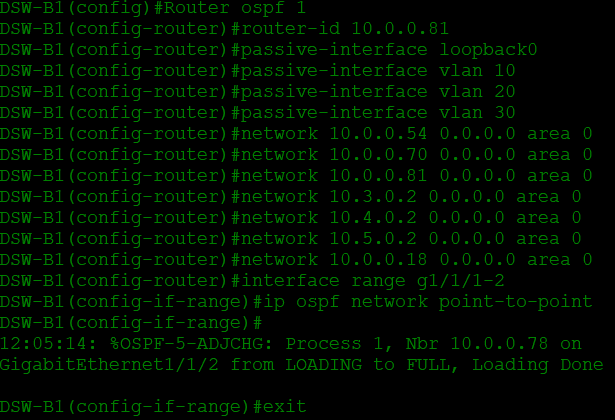 DSW-B1(config)#Router ospf 1
DSW-B1(config-router)#router-id 10.0.0.81
DSW-B1(config-router)#passive-interface loopback0
DSW-B1(config-router)#passive-interface vlan 10
DSW-B1(config-router)#passive-interface vlan 20
DSW-B1(config-router)#passive-interface vlan 30
DSW-B1(config-router)#network 10.0.0.54 0.0.0.0 area 0
DSW-B1(config-router)#network 10.0.0.70 0.0.0.0 area 0
DSW-B1(config-router)#network 10.0.0.81 0.0.0.0 area 0
DSW-B1(config-router)#network 10.3.0.2 0.0.0.0 area 0
DSW-B1(config-router)#network 10.4.0.2 0.0.0.0 area 0
DSW-B1(config-router)#network 10.5.0.2 0.0.0.0 area 0
DSW-B1(config-router)#network 10.0.0.18 0.0.0.0 area 0
DSW-B1(config-router)#interface range g1/1/1-2
DSW-B1(config-if-range)#ip ospf network point-to-point
DSW-B1(config-if-range)#
12:05:14: %OSPF-5-ADJCHG: Process 1, Nbr 10.0.0.78 on
GigabitEthernet1/1/2 from LOADING to FULL, Loading Done
DSW-B1(config-if-range)#exit